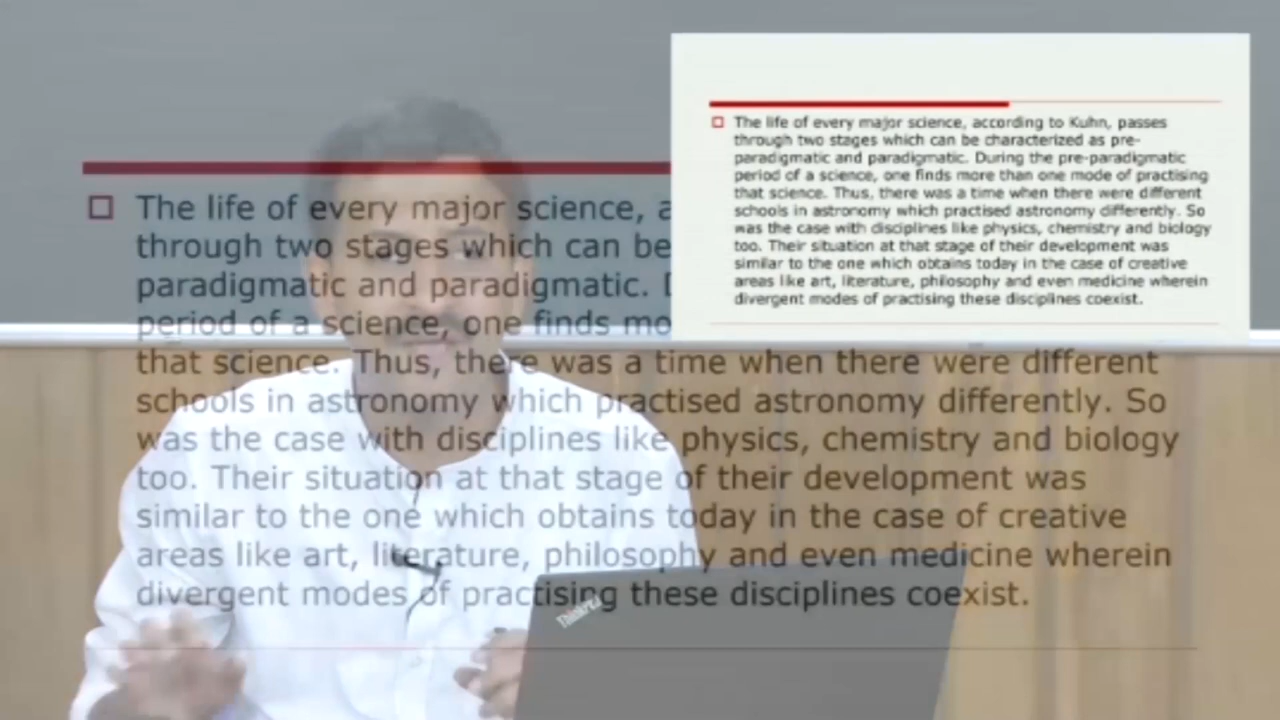 The life of every major science, according to Kuhn, passes
through two stages which can be characterized as pre-
paradigmatic and paradigmatic. During the pre-paradigmatic
period of a science, one finds more than one mode of practising
that science. Thus, there was a time when there were different
schools in astronomy which practised astronomy differently. So
was the case with disciplines like physics, chemistry and biology
too. Their situation at that stage of their development was
similar to the one which obtains today in the case of creative
areas like art, literature, philosophy and even medicine wherein
divergent modes of practising these disciplines coexist.
The life of every major science, a
through two stages which can be
paradigmatic and paradigmatic. D
period of a science, one finds mo
that science. Thus, there was a time when there were different
schools in astronomy which practised astronomy differently. So
was the case with disciplines like physics, chemistry and biology
too. Their situation at that stage of their development was
similar to the one which obtains today in the case of creative
areas like art, literature, philosophy and even medicine wherein
divergent modes of practising these disciplines coexist.
ThinkPad